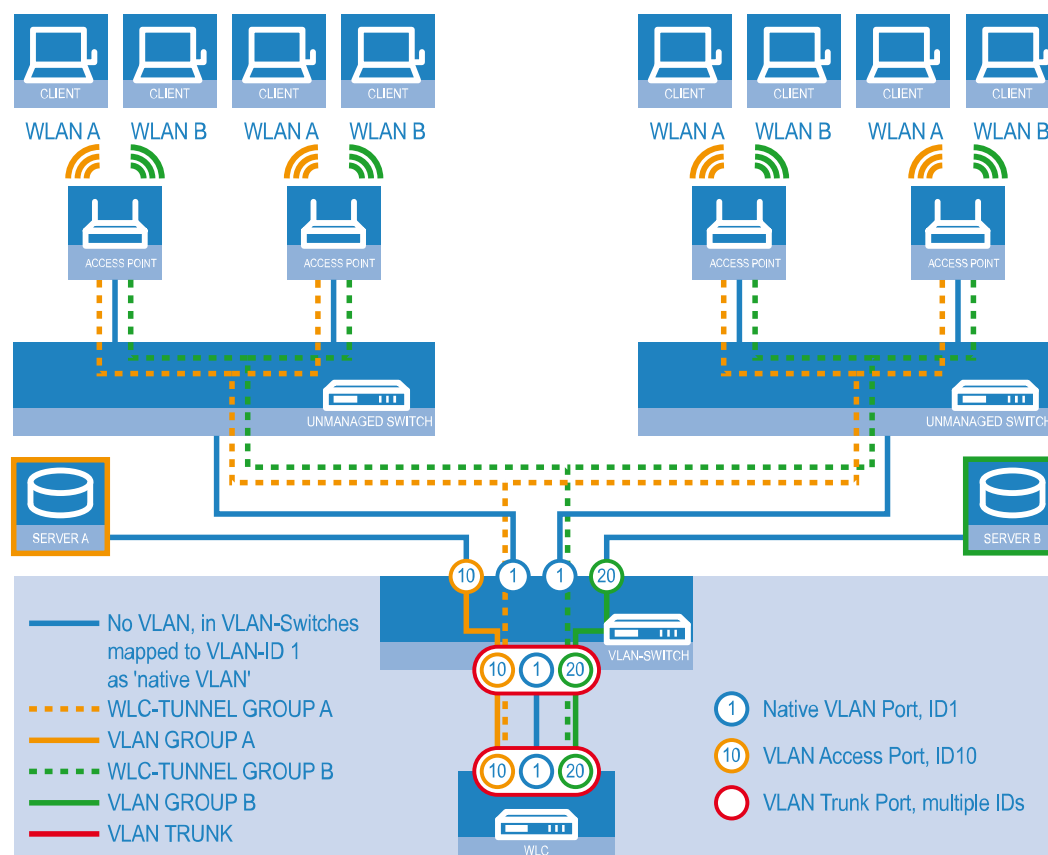 CLIENT CLIENT CLIENT CLIENT CLIENT CLIENT CLIENT CLIENT
WLAN A WLAN B WLAN A WLAN B WLAN A WLAN B WLAN A WLAN B
ACCESS POINT ACCESS POINT ACCESS POINT ACCESS POINT
UNMANAGED SWITCH UNMANAGED SWITCH
SERVER A SERVER B
10 1 1 20
No VLAN, in VLAN-Switches
mapped to VLAN-ID 1
as 'native VLAN'
WLC-TUNNEL GROUP A
VLAN GROUP A
WLC-TUNNEL GROUP B
VLAN GROUP B
VLAN TRUNK
VLAN-SWITCH
10 1 20
10 1 20
WLC
1 Native VLAN Port, ID1
10 VLAN Access Port, ID10
VLAN Trunk Port, multiple IDs